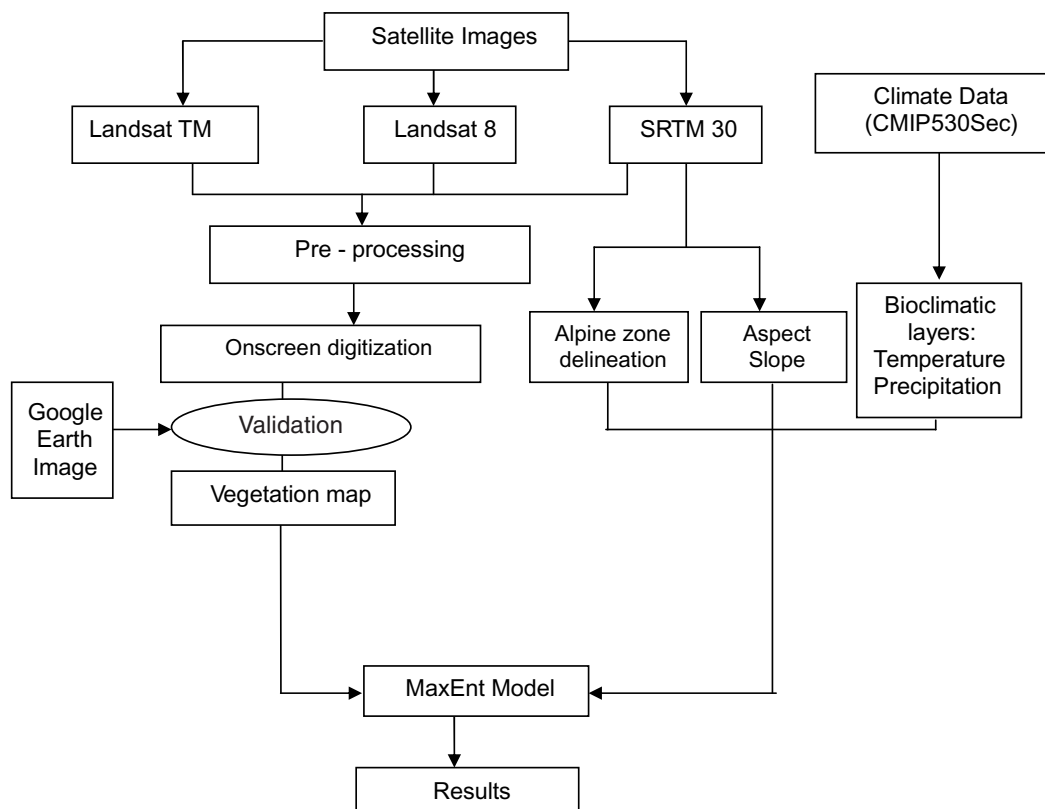 Satellite Images
Landsat TM
Landsat 8
SRTM 30
Climate Data
(CMIP530Sec)
Pre - processing
Onscreen digitization
Alpine zone
delineation
Aspect
Slope
Bioclimatic
layers:
Temperature
Precipitation
Google
Earth
Image
Validation
Vegetation map
MaxEnt Model
Results